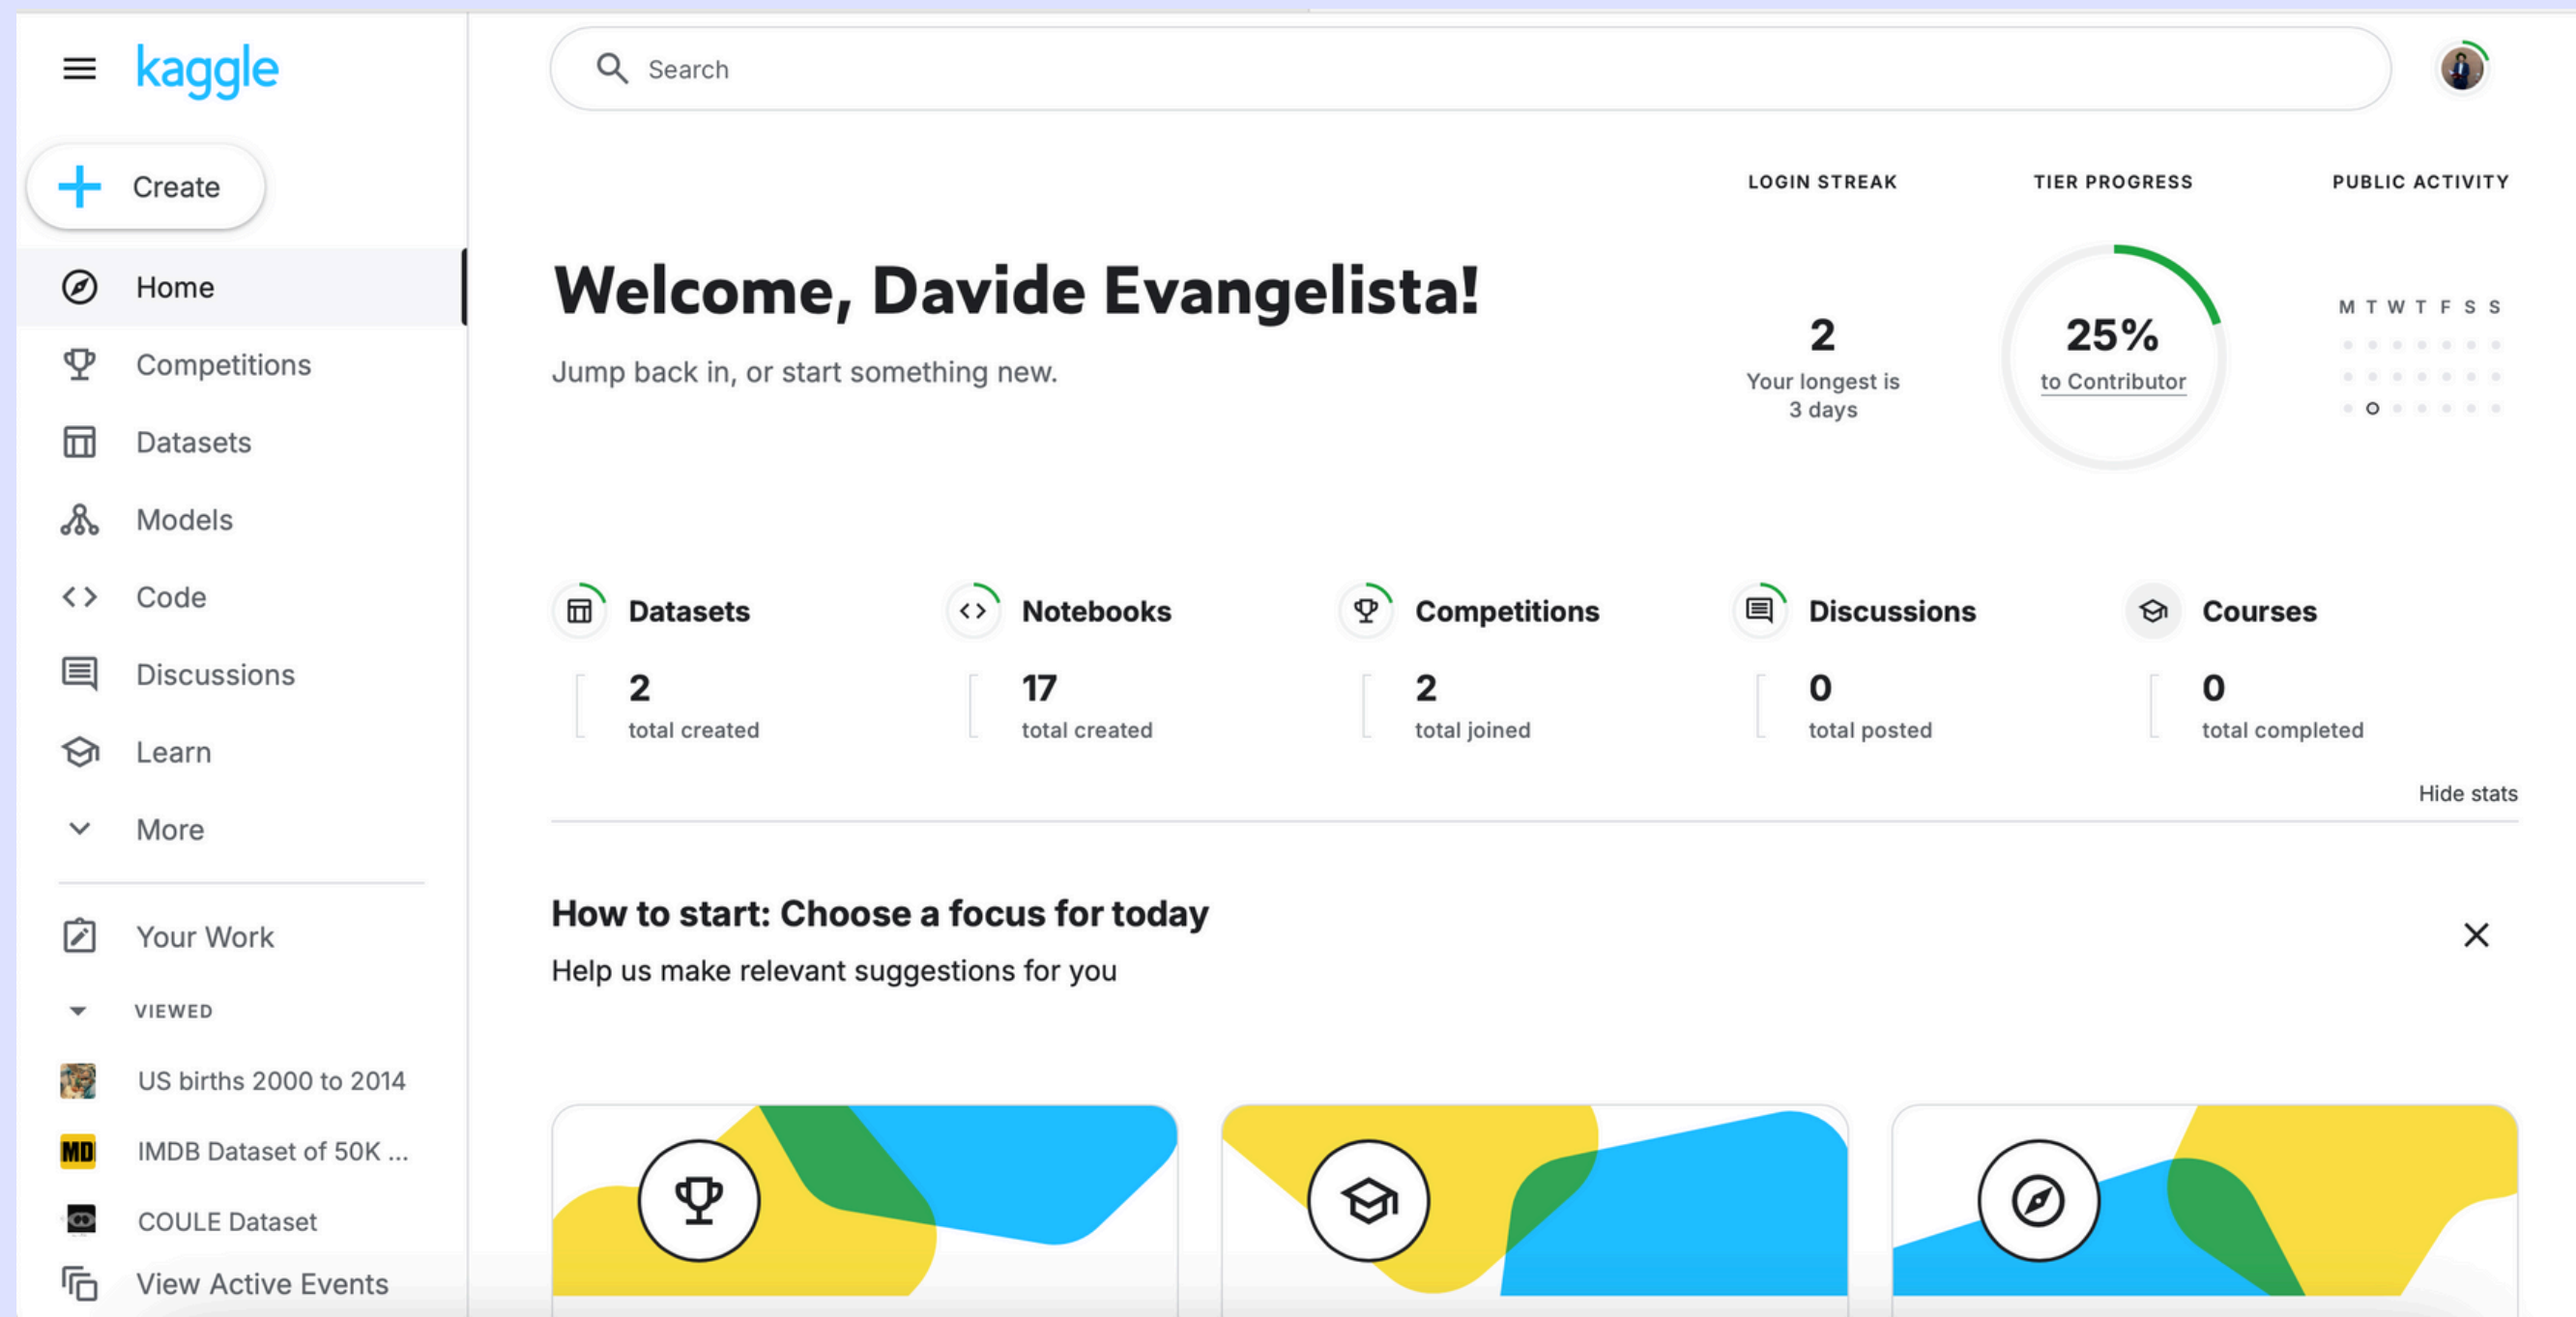 kaggle
Search
Create
Home
Competitions
Datasets
Models
Code
Discussions
Learn
More
Your Work
VIEWED
US births 2000 to 2014
IMDB Dataset of 50K ...
MD
COULE Dataset
View Active Events
LOGIN STREAK
TIER PROGRESS
PUBLIC ACTIVITY
Welcome, Davide Evangelista!
Jump back in, or start something new.
2
Your longest is
3 days
25%
to Contributor
M T W T F S S
Datasets
2
total created
Notebooks
17
total created
Competitions
2
total joined
Discussions
0
total posted
Courses
0
total completed
Hide stats
How to start: Choose a focus for today
Help us make relevant suggestions for you